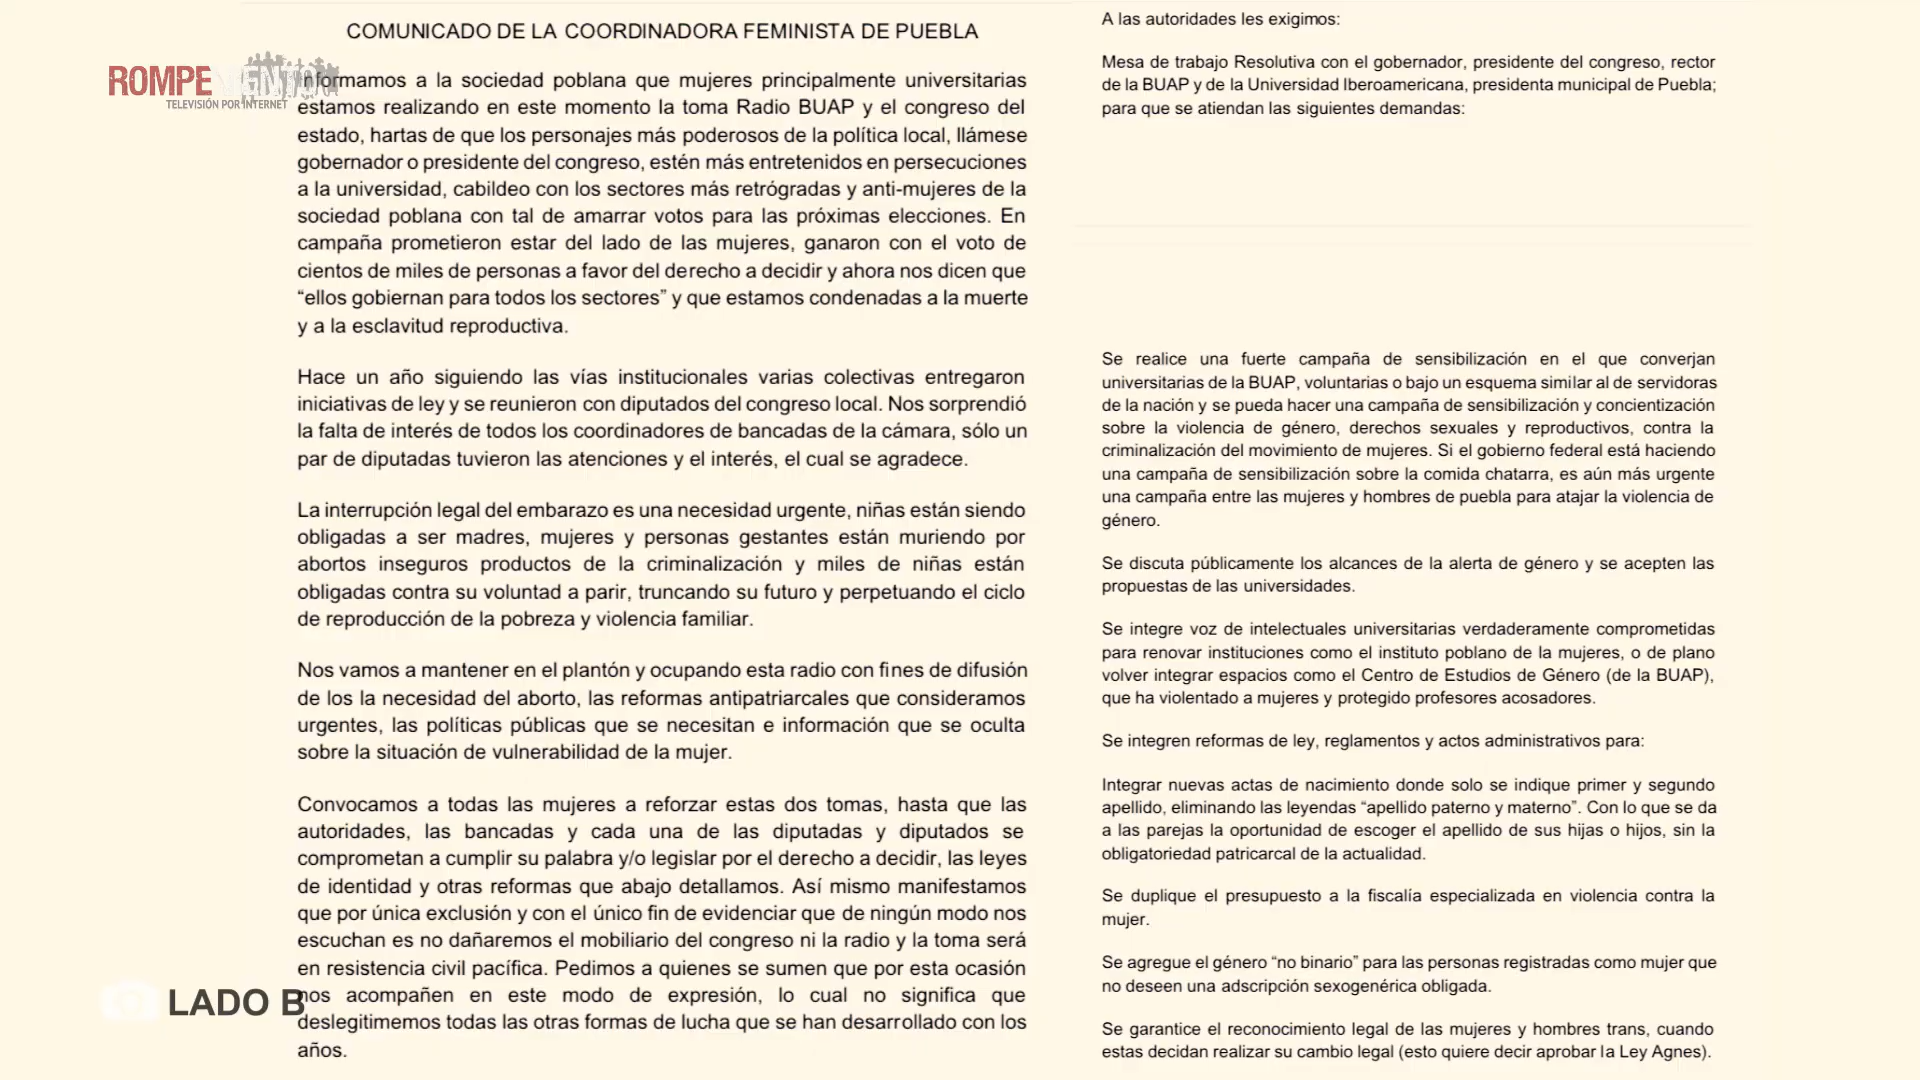 COMUNICADO DE LA COORDINADORA FEMINISTA DE PUEBLA
ROMPEVIENTO
TELEVISIÓN POR INTERNET
Informamos a la sociedad poblana que mujeres principalmente universitarias
estamos realizando en este momento la toma Radio BUAP y el congreso del
estado, hartas de que los personajes más poderosos de la política local, llámese
gobernador o presidente del congreso, estén más entretenidos en persecuciones
a la universidad, cabildeo con los sectores más retrógradas y anti-mujeres de la
sociedad poblana con tal de amarrar votos para las próximas elecciones. En
campaña prometieron estar del lado de las mujeres, ganaron con el voto de
cientos de miles de personas a favor del derecho a decidir y ahora nos dicen que
“ellos gobiernan para todos los sectores” y que estamos condenadas a la muerte
y a la esclavitud reproductiva.
Hace un año siguiendo las vías institucionales varias colectivas entregaron
iniciativas de ley y se reunieron con diputados del congreso local. Nos sorprendió
la falta de interés de todos los coordinadores de bancadas de la cámara, sólo un
par de diputadas tuvieron las atenciones y el interés, el cual se agradece.
La interrupción legal del embarazo es una necesidad urgente, niñas están siendo
obligadas a ser madres, mujeres y personas gestantes están muriendo por
abortos inseguros productos de la criminalización y miles de niñas están
obligadas contra su voluntad a parir, truncando su futuro y perpetuando el ciclo
de reproducción de la pobreza y violencia familiar.
Nos vamos a mantener en el plantón y ocupando esta radio con fines de difusión
de los la necesidad del aborto, las reformas antipatriarcales que consideramos
urgentes, las políticas públicas que se necesitan e información que se oculta
sobre la situación de vulnerabilidad de la mujer.
Convocamos a todas las mujeres a reforzar estas dos tomas, hasta que las
autoridades, las bancadas y cada una de las diputadas y diputados se
comprometan a cumplir su palabra y/o legislar por el derecho a decidir, las leyes
de identidad y otras reformas que abajo detallamos. Así mismo manifestamos
que por única exclusión y con el único fin de evidenciar que de ningún modo nos
escuchan es no dañaremos el mobiliario del congreso ni la radio y la toma será
en resistencia civil pacífica. Pedimos a quienes se sumen que por esta ocasión
nos acompañen en este modo de expresión, lo cual no significa que
deslegitimemos todas las otras formas de lucha que se han desarrollado con los
años.
LADO B
A las autoridades les exigimos:
Mesa de trabajo Resolutiva con el gobernador, presidente del congreso, rector
de la BUAP y de la Universidad Iberoamericana, presidenta municipal de Puebla;
para que se atiendan las siguientes demandas:
Se realice una fuerte campaña de sensibilización en el que converjan
universitarias de la BUAP, voluntarias o bajo un esquema similar al de servidoras
de la nación y se pueda hacer una campaña de sensibilización y concientización
sobre la violencia de género, derechos sexuales y reproductivos, contra la
criminalización del movimiento de mujeres. Si el gobierno federal está haciendo
una campaña de sensibilización sobre la comida chatarra, es aún más urgente
una campaña entre las mujeres y hombres de puebla para atajar la violencia de
género.
Se discuta públicamente los alcances de la alerta de género y se acepten las
propuestas de las universidades.
Se integre voz de intelectuales universitarias verdaderamente comprometidas
para renovar instituciones como el instituto poblano de la mujeres, o de plano
volver integrar espacios como el Centro de Estudios de Género (de la BUAP),
que ha violentado a mujeres y protegido profesores acosadores.
Se integren reformas de ley, reglamentos y actos administrativos para:
Integrar nuevas actas de nacimiento donde solo se indique primer y segundo
apellido, eliminando las leyendas “apellido paterno y materno”. Con lo que se da
a las parejas la oportunidad de escoger el apellido de sus hijas o hijos, sin la
obligatoriedad patricarcal de la actualidad.
Se duplique el presupuesto a la fiscalía especializada en violencia contra la
mujer.
Se agregue el género “no binario” para las personas registradas como mujer que
no deseen una adscripción sexogenérica obligada.
Se garantice el reconocimiento legal de las mujeres y hombres trans, cuando
estas decidan realizar su cambio legal (esto quiere decir aprobar la Ley Agnes).